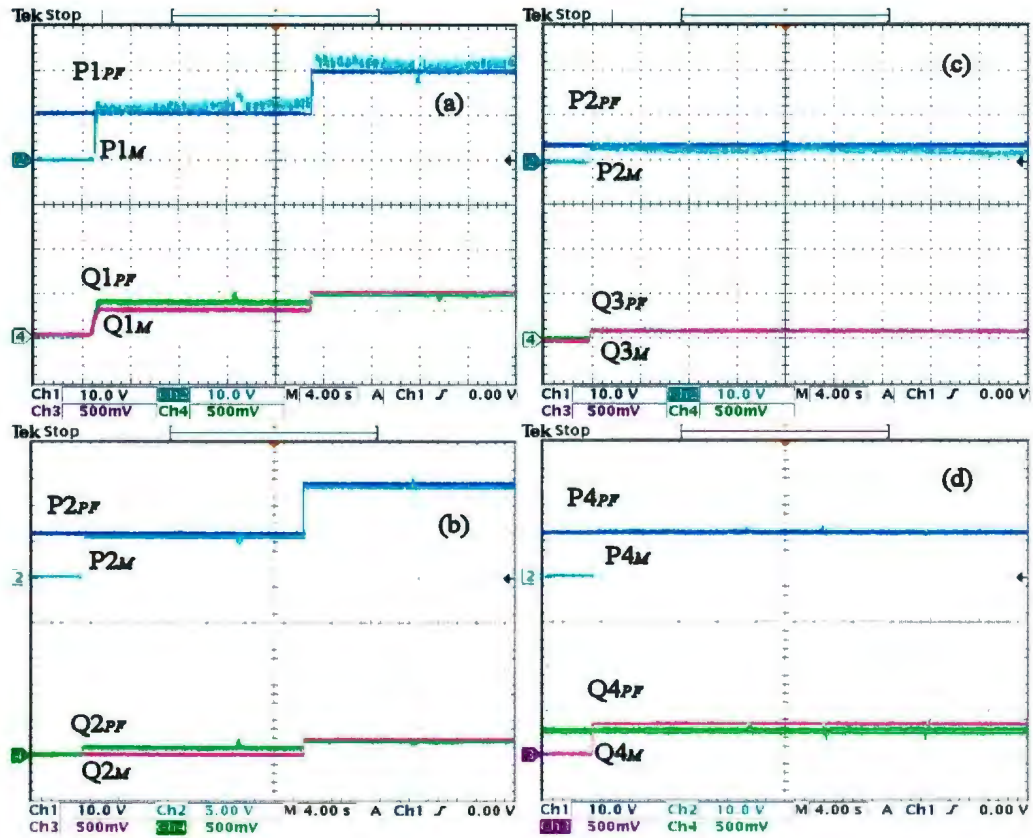 Tek Stop
P1PF
(a)
P1M
Q1PF
Q1M
4
Ch1 10.0 V 10.0 V M 4.00 s A Ch1 0.00 V
Ch3 500mV Ch4 500mV
Tek Stop
(c)
P2PF
P2M
Q3PF
Q3M
4
Ch1 10.0 V 10.0 V M 4.00 s A Ch1 0.00 V
Ch3 500mV Ch4 500mV
Tek Stop
P2PF
(b)
P2M
2
Q2PF
Q2M
Ch1 10.0 V Ch2 5.00 V M 4.00 s A Ch1 0.00 V
Ch3 500mV 500mV
(d)
P4PF
P4M
2
Q4PF
Q4M
Ch1 10.0 V Ch2 10.0 V M 4.00 s A Ch1 0.00 V
500mV Ch4 500mV